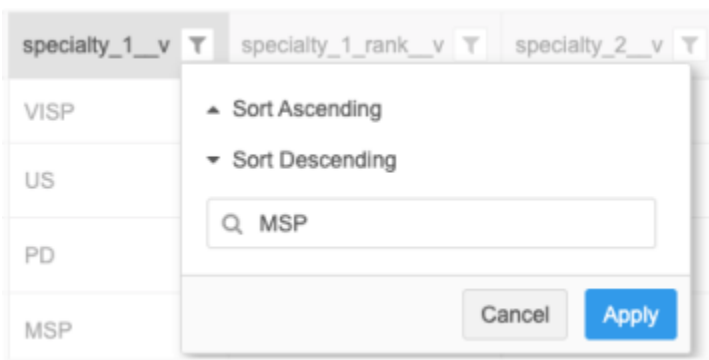 specialty_1__v specialty_1_rank__v specialty_2__v
VISP
Sort Ascending
Sort Descending
US
MSP
PD
Cancel Apply
MSP